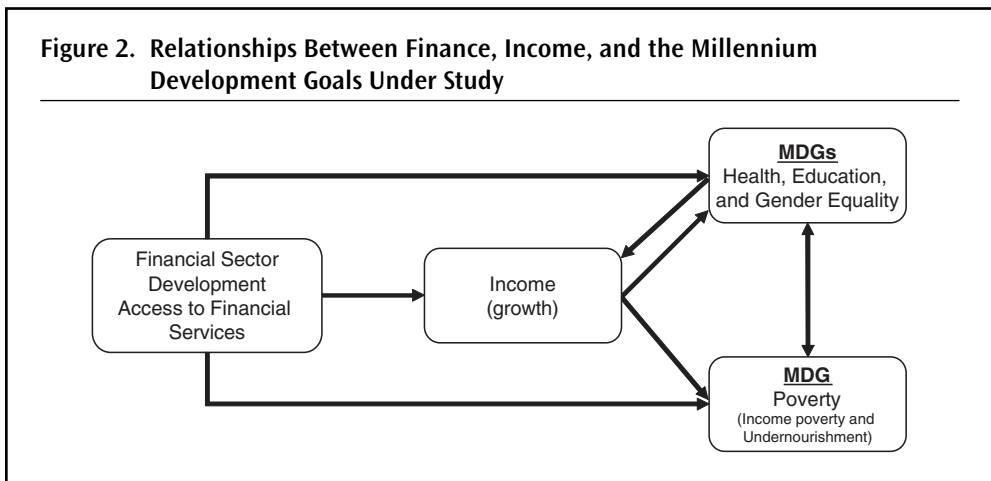 Figure 2. Relationships Between Finance, Income, and the Millennium
Development Goals Under Study
MDGs
Health, Education,
and Gender Equality
Financial Sector
Development
Access to Financial
Services
Income
(growth)
MDG
Poverty
(Income poverty and
Undernourishment)